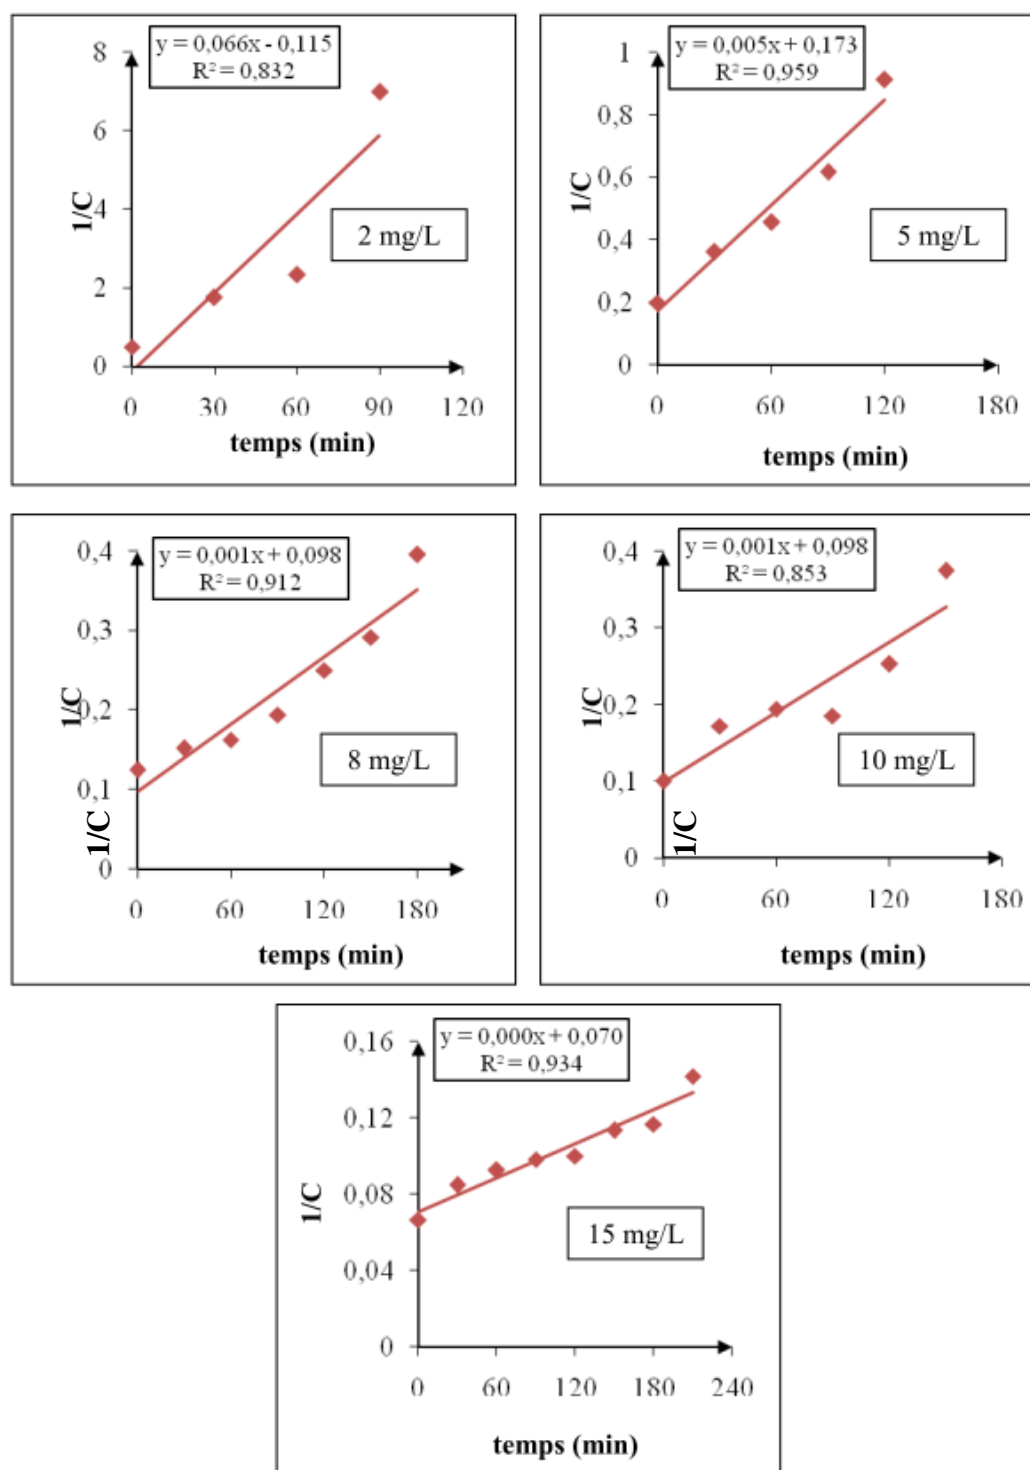 y = 0,066x - 0,115
R² = 0,832
8
6
4
2
0
1/C
2 mg/L
0 30 60 90 120
temps (min)
y = 0,005x + 0,173
R² = 0,959
1
0,8
0,6
0,4
0,2
0
1/C
5 mg/L
0 60 120 180
temps (min)
y = 0,001x + 0,098
R² = 0,912
0,4
0,3
0,2
0,1
0
1/C
1/C
8 mg/L
0 60 120 180
temps (min)
y = 0,001x + 0,098
R² = 0,853
0,4
0,3
0,2
0,1
0
1/C
1/C
10 mg/L
0 60 120 180
temps (min)
y = 0,000x + 0,070
R² = 0,934
0,16
0,12
0,08
0,04
0
1/C
15 mg/L
0 60 120 180 240
temps (min)